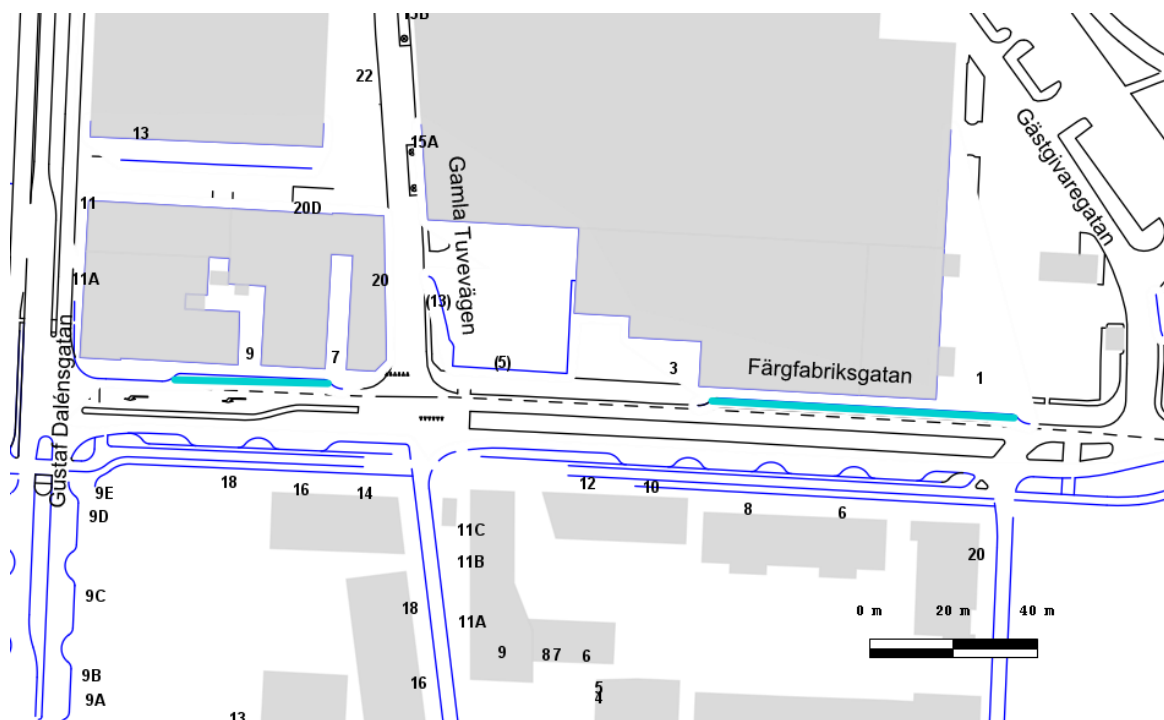 13B
22
13
15A
Gamla Tuvevägen
Gästgivaregatan
11
20D
11A
20
(13)
9
7
(5)
3
Färgfabriksgatan
1
Gustaf Dalénsgatan
18
16
14
12
10
8
6
9E
9D
9C
9B
9A
11C
11B
11A
18
16
9
8
7
6
5
4
13
20
0 m
20 m
40 m